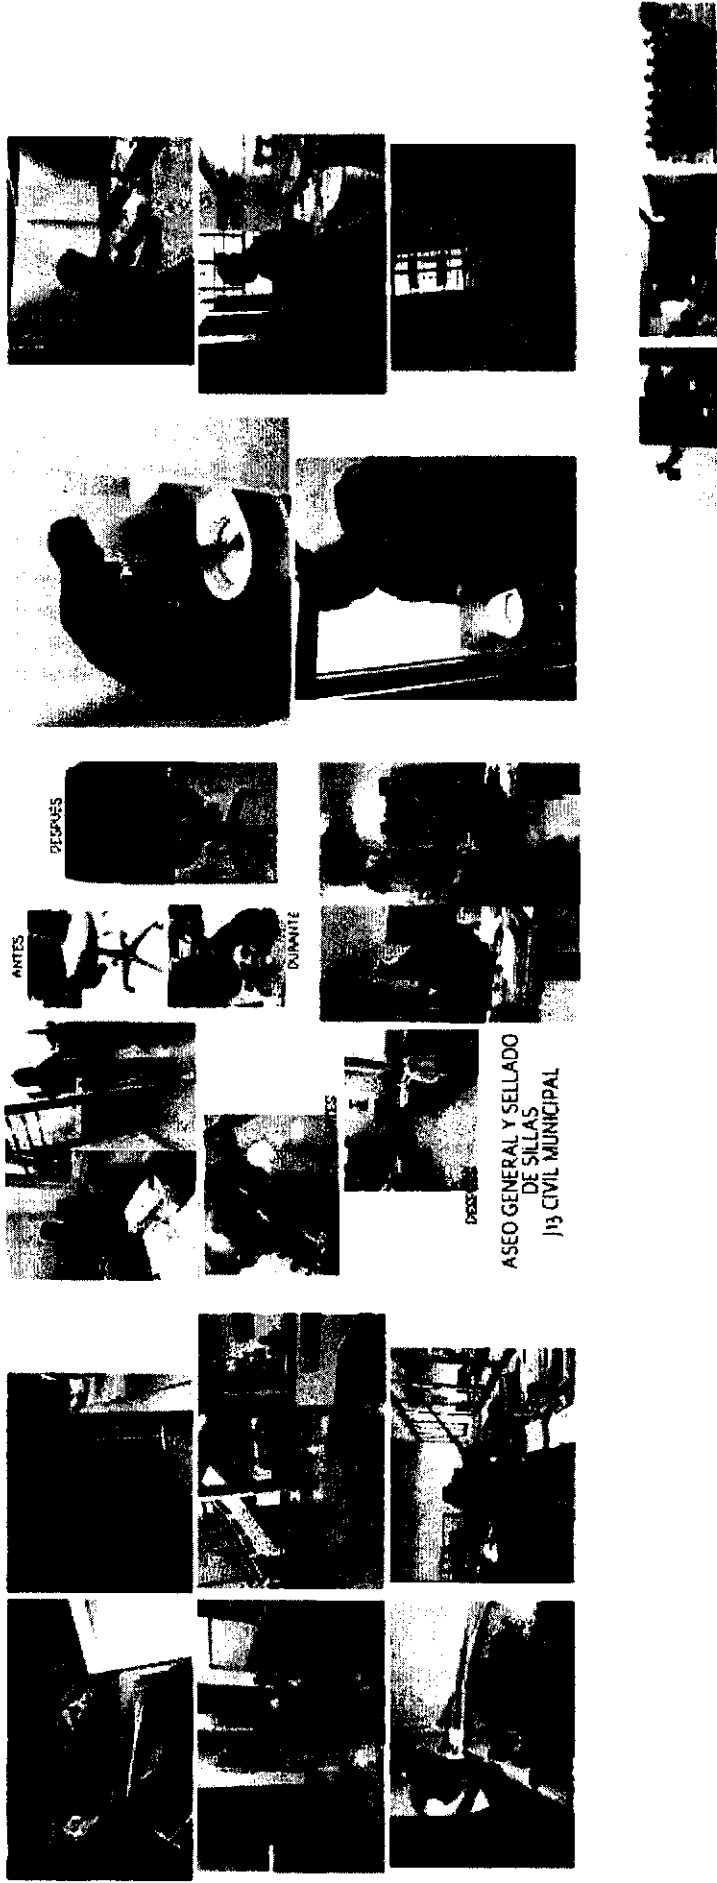 ANTES
DESPUES
DURANTE
ASEO GENERAL Y SELLADO
DE SILLAS
J13 CIVIL MUNICIPAL